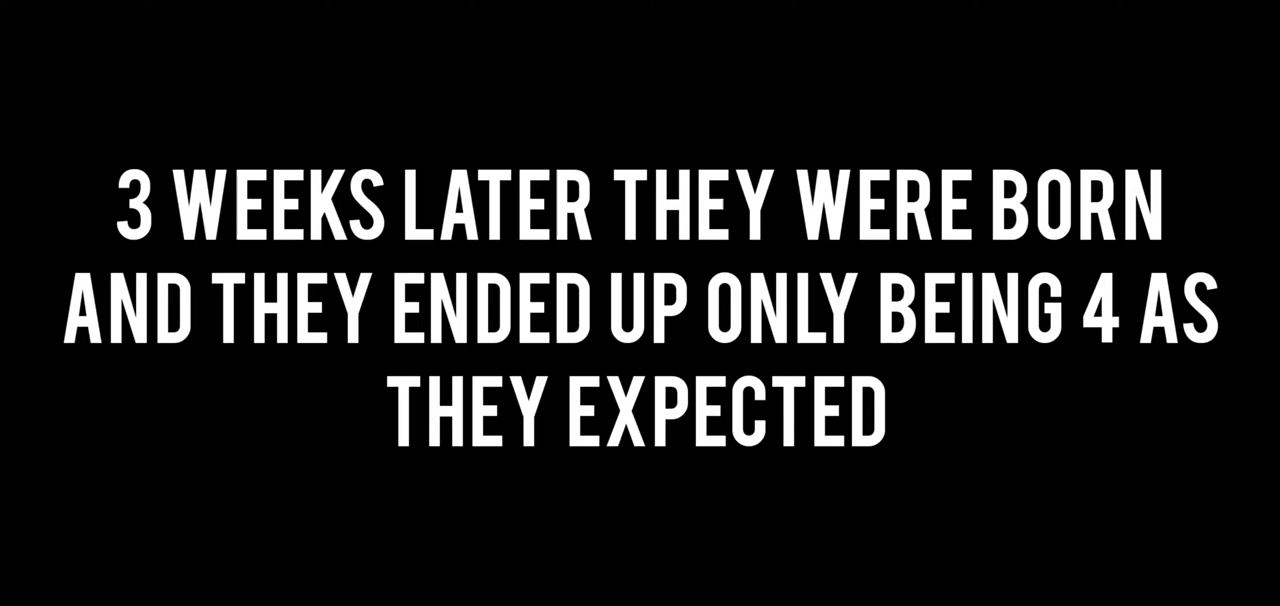 3 WEEKS LATER THEY WERE BORN
AND THEY ENDED UP ONLY BEING 4 AS
THEY EXPECTED